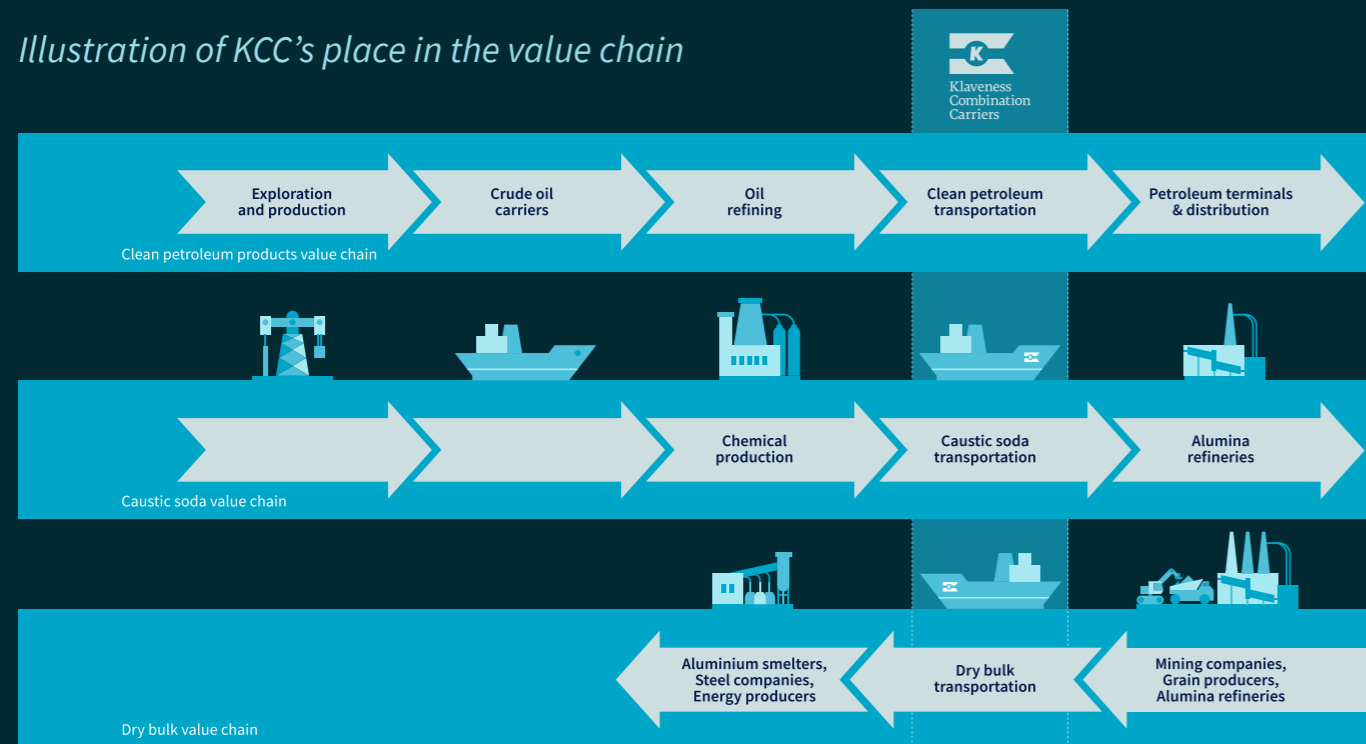 Illustration of KCC's place in the value chain
K
Klaveness
Combination
Carriers
Exploration
and production
Crude oil
carriers
Oil
refining
Clean petroleum
transportation
Petroleum terminals
& distribution
Clean petroleum products value chain
Chemical
production
Caustic soda
transportation
Alumina
refineries
Caustic soda value chain
Aluminium smelters,
Steel companies,
Energy producers
Dry bulk
transportation
Mining companies,
Grain producers,
Alumina refineries
Dry bulk value chain